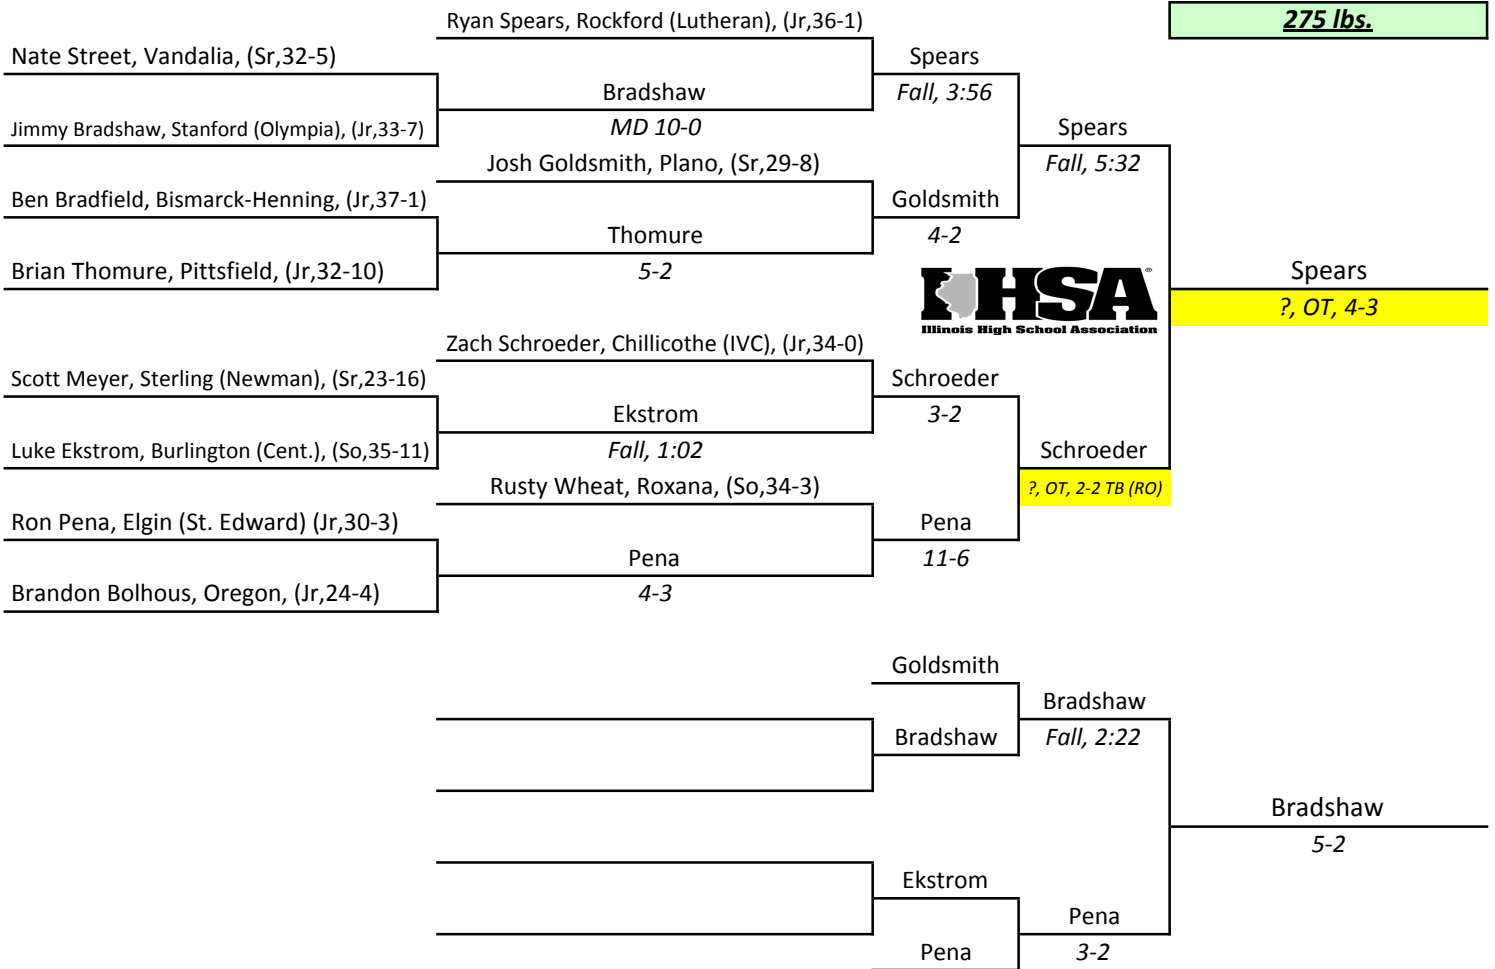 Ryan Spears, Rockford (Lutheran), (Jr,36-1)
275 lbs.
Nate Street, Vandalia, (Sr,32-5)
Spears
Bradshaw
Fall, 3:56
Jimmy Bradshaw, Stanford (Olympia), (Jr,33-7)
MD 10-0
Spears
Josh Goldsmith, Plano, (Sr,29-8)
Fall, 5:32
Ben Bradfield, Bismarck-Henning, (Jr,37-1)
Goldsmith
Thomure
4-2
Brian Thomure, Pittsfield, (Jr,32-10)
5-2
Spears
IHSA
?, OT, 4-3
Illinois High School Association
Zach Schroeder, Chillicothe (IVC), (Jr,34-0)
Scott Meyer, Sterling (Newman), (Sr,23-16)
Schroeder
Ekstrom
3-2
Luke Ekstrom, Burlington (Cent.), (So,35-11)
Fall, 1:02
Schroeder
Rusty Wheat, Roxana, (So,34-3)
?, OT, 2-2 TB (RO)
Ron Pena, Elgin (St. Edward) (Jr,30-3)
Pena
Pena
11-6
Brandon Bolhous, Oregon, (Jr,24-4)
4-3
Goldsmith
Bradshaw
Bradshaw
Fall, 2:22
Bradshaw
5-2
Ekstrom
Pena
Pena
3-2